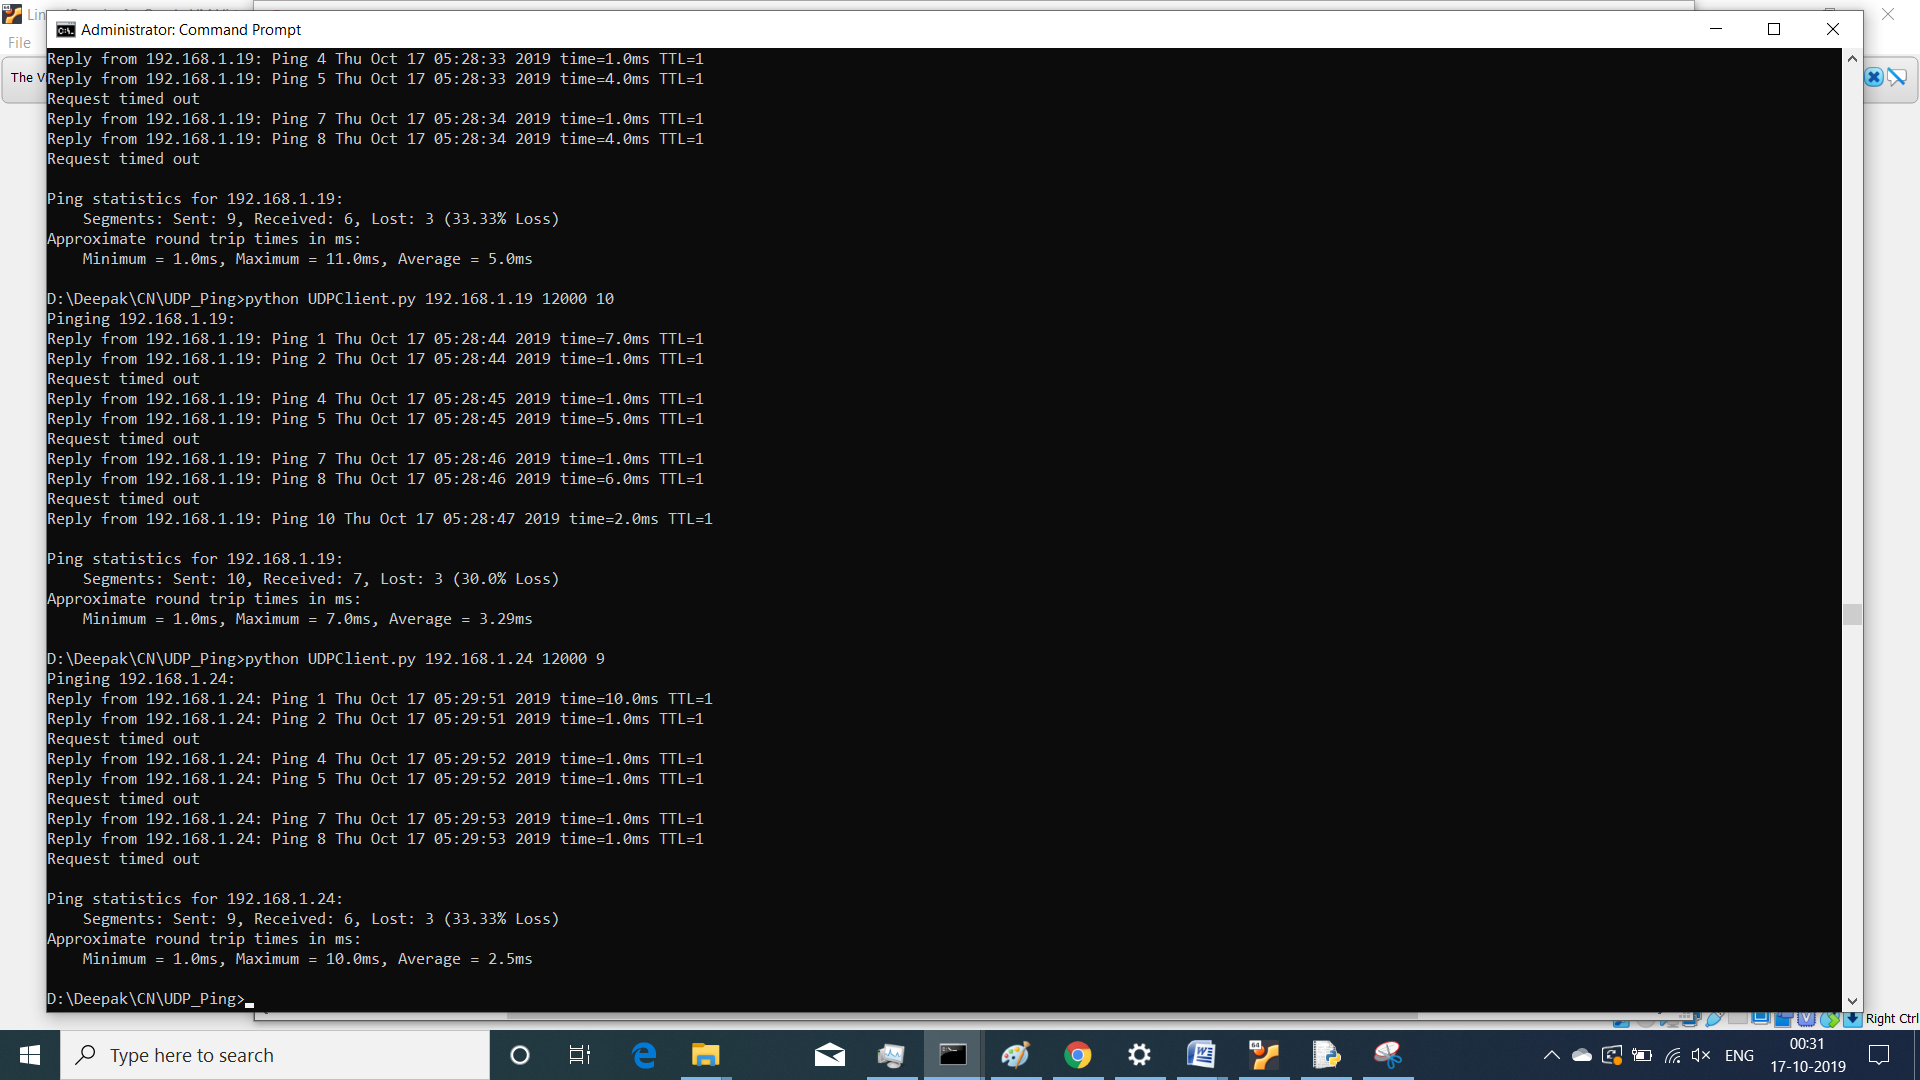 Lin
Administrator: Command Prompt
File
The V
Reply from 192.168.1.19: Ping 4 Thu Oct 17 05:28:33 2019 time=1.0ms TTL=1
Reply from 192.168.1.19: Ping 5 Thu Oct 17 05:28:33 2019 time=4.0ms TTL=1
Request timed out
Reply from 192.168.1.19: Ping 7 Thu Oct 17 05:28:34 2019 time=1.0ms TTL=1
Reply from 192.168.1.19: Ping 8 Thu Oct 17 05:28:34 2019 time=4.0ms TTL=1
Request timed out
Ping statistics for 192.168.1.19:
    Segments: Sent: 9, Received: 6, Lost: 3 (33.33% Loss)
Approximate round trip times in ms:
    Minimum = 1.0ms, Maximum = 11.0ms, Average = 5.0ms
D:\Deepak\CN\UDP_Ping>python UDPClient.py 192.168.1.19 12000 10
Pinging 192.168.1.19:
Reply from 192.168.1.19: Ping 1 Thu Oct 17 05:28:44 2019 time=7.0ms TTL=1
Reply from 192.168.1.19: Ping 2 Thu Oct 17 05:28:44 2019 time=1.0ms TTL=1
Request timed out
Reply from 192.168.1.19: Ping 4 Thu Oct 17 05:28:45 2019 time=1.0ms TTL=1
Reply from 192.168.1.19: Ping 5 Thu Oct 17 05:28:45 2019 time=5.0ms TTL=1
Request timed out
Reply from 192.168.1.19: Ping 7 Thu Oct 17 05:28:46 2019 time=1.0ms TTL=1
Reply from 192.168.1.19: Ping 8 Thu Oct 17 05:28:46 2019 time=6.0ms TTL=1
Request timed out
Reply from 192.168.1.19: Ping 10 Thu Oct 17 05:28:47 2019 time=2.0ms TTL=1
Ping statistics for 192.168.1.19:
    Segments: Sent: 10, Received: 7, Lost: 3 (30.0% Loss)
Approximate round trip times in ms:
    Minimum = 1.0ms, Maximum = 7.0ms, Average = 3.29ms
D:\Deepak\CN\UDP_Ping>python UDPClient.py 192.168.1.24 12000 9
Pinging 192.168.1.24:
Reply from 192.168.1.24: Ping 1 Thu Oct 17 05:29:51 2019 time=10.0ms TTL=1
Reply from 192.168.1.24: Ping 2 Thu Oct 17 05:29:51 2019 time=1.0ms TTL=1
Request timed out
Reply from 192.168.1.24: Ping 4 Thu Oct 17 05:29:52 2019 time=1.0ms TTL=1
Reply from 192.168.1.24: Ping 5 Thu Oct 17 05:29:52 2019 time=1.0ms TTL=1
Request timed out
Reply from 192.168.1.24: Ping 7 Thu Oct 17 05:29:53 2019 time=1.0ms TTL=1
Reply from 192.168.1.24: Ping 8 Thu Oct 17 05:29:53 2019 time=1.0ms TTL=1
Request timed out
Ping statistics for 192.168.1.24:
    Segments: Sent: 9, Received: 6, Lost: 3 (33.33% Loss)
Approximate round trip times in ms:
    Minimum = 1.0ms, Maximum = 10.0ms, Average = 2.5ms
D:\Deepak\CN\UDP_Ping>
Right Ctrl
Type here to search
ENG
00:31
17-10-2019